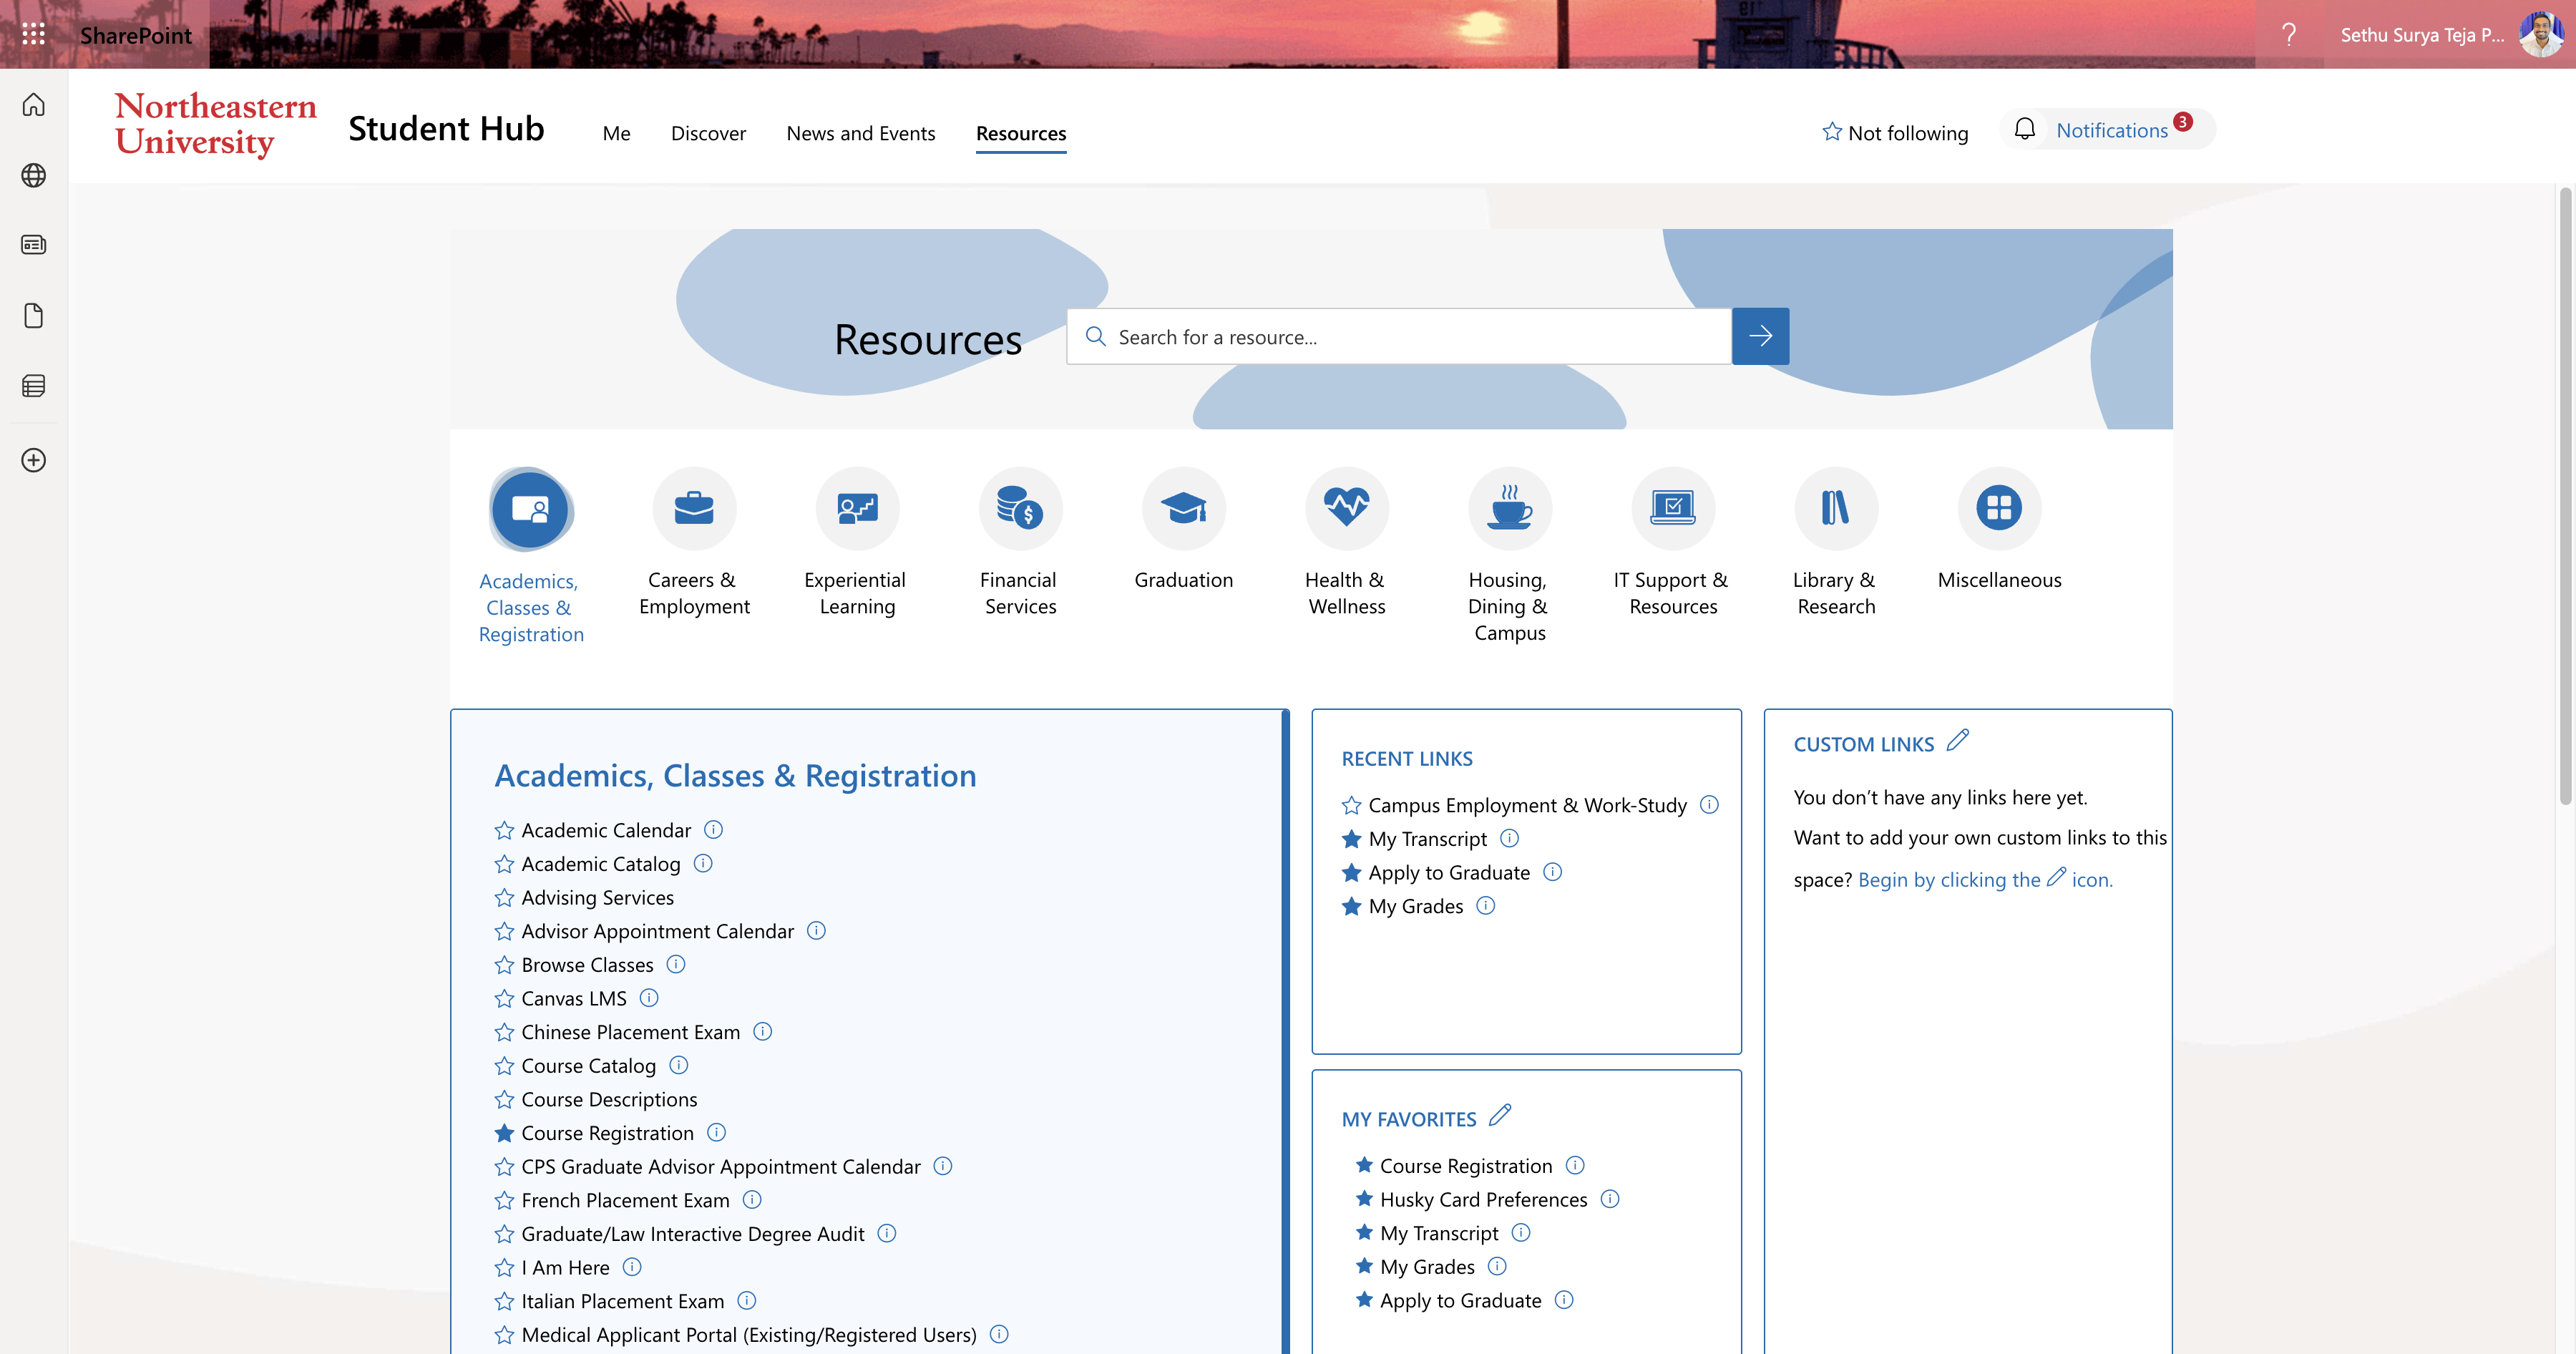 SharePoint
Sethu Surya Teja P...
Northeastern
University
Student Hub
Me
Discover
News and Events
Resources
Not following
Notifications
3
Resources
Search for a resource...
Academics,
Classes &
Registration
Careers &
Employment
Experiential
Learning
Financial
Services
Graduation
Health &
Wellness
Housing,
Dining &
Campus
IT Support &
Resources
Library &
Research
Miscellaneous
Academics, Classes & Registration
Academic Calendar
Academic Catalog
Advising Services
Advisor Appointment Calendar
Browse Classes
Canvas LMS
Chinese Placement Exam
Course Catalog
Course Descriptions
Course Registration
CPS Graduate Advisor Appointment Calendar
French Placement Exam
Graduate/Law Interactive Degree Audit
I Am Here
Italian Placement Exam
Medical Applicant Portal (Existing/Registered Users)
RECENT LINKS
Campus Employment & Work-Study
My Transcript
Apply to Graduate
My Grades
MY FAVORITES
Course Registration
Husky Card Preferences
My Transcript
My Grades
Apply to Graduate
CUSTOM LINKS
You don't have any links here yet.
Want to add your own custom links to this
space? Begin by clicking the icon.